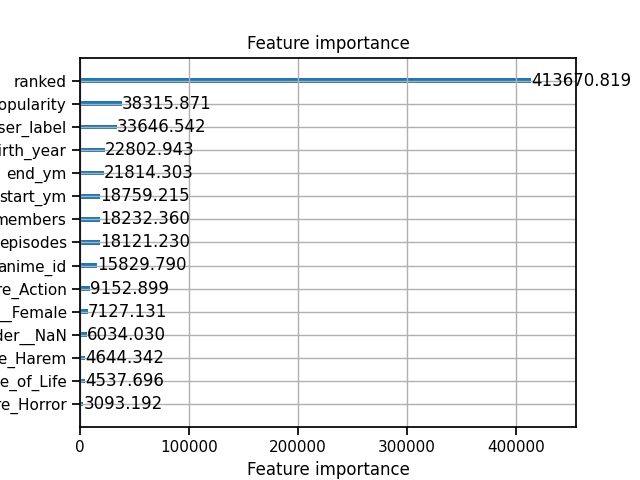 Feature importance
ranked 413670.819
opularity 38315.871
ser_label 33646.542
irth_year 22802.943
end_ym 21814.303
start_ym 18759.215
members 18232.360
episodes 18121.230
anime_id 15829.790
re_Action 9152.899
_Female 7127.131
der__NaN 6034.030
e_Harem 4644.342
e_of_Life 4537.696
re_Horror 3093.192
0 100000 200000 300000 400000
Feature importance